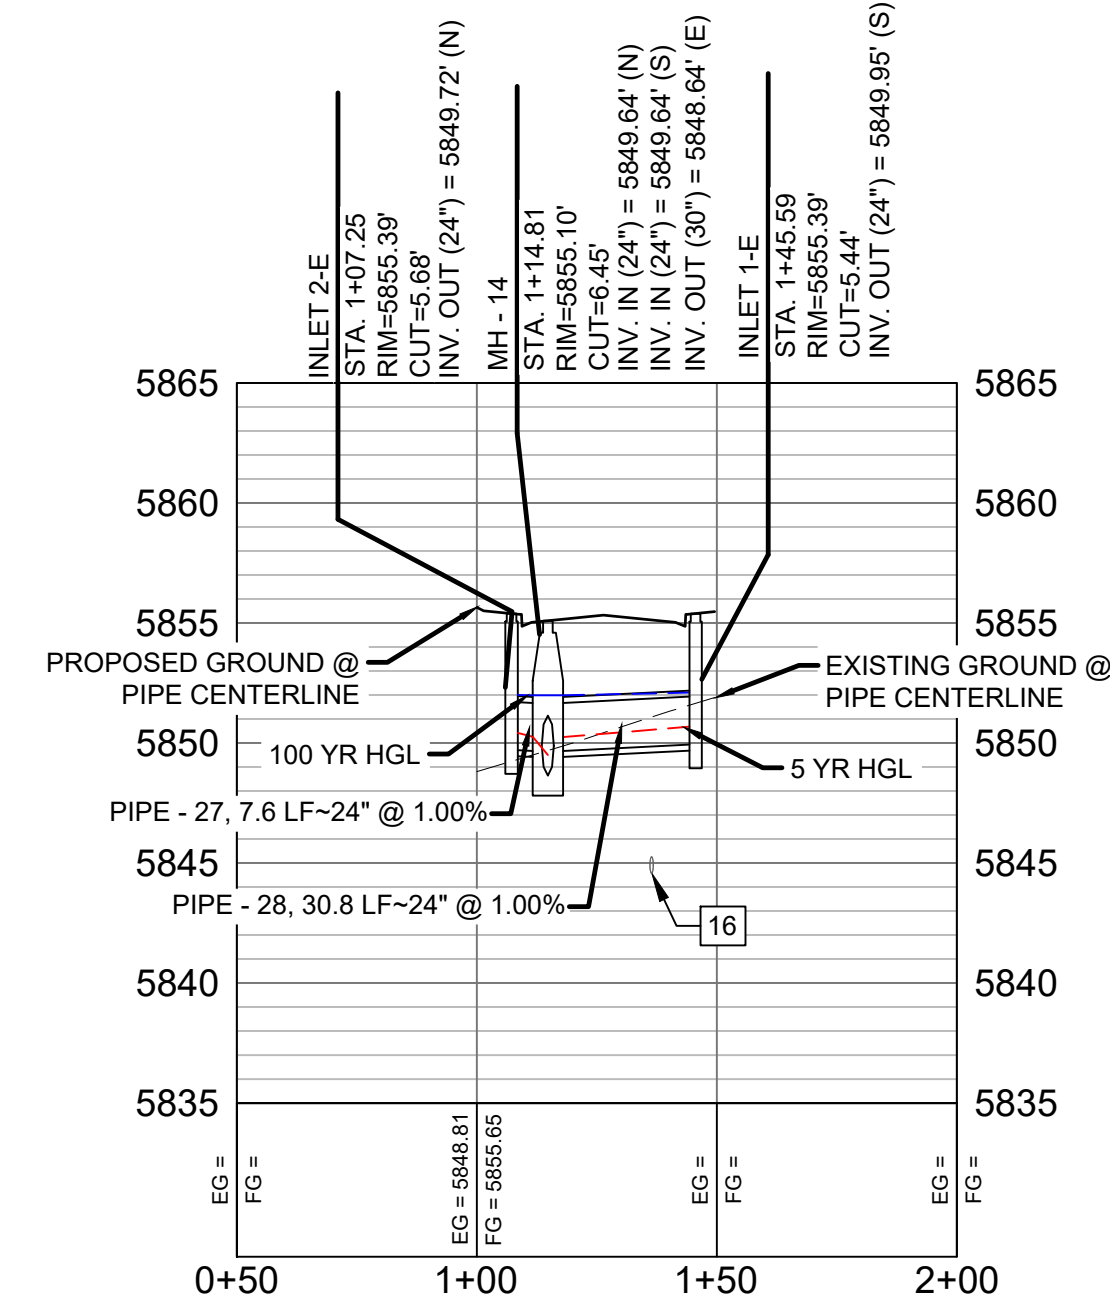 INLET 2-E
STA. 1+07.25
RIM=5855.39'
CUT=5.68'
INV. OUT (24") = 5849.72' (N)
MH - 14
STA. 1+14.81
RIM=5855.10'
CUT=6.45'
INV. IN (24") = 5849.64' (N)
INV. IN (24") = 5849.64' (S)
INV. OUT (30") = 5848.64' (E)
INLET 1-E
STA. 1+45.59
RIM=5855.39'
CUT=5.44'
INV. OUT (24") = 5849.95' (S)
5865
5865
5860
5860
5855
5855
PROPOSED GROUND @
PIPE CENTERLINE
EXISTING GROUND @
PIPE CENTERLINE
5850
5850
100 YR HGL
5 YR HGL
PIPE - 27, 7.6 LF~24" @ 1.00%
5845
5845
PIPE - 28, 30.8 LF~24" @ 1.00%
16
5840
5840
5835
5835
EG =
FG =
EG = 5848.81
FG = 5855.65
EG =
FG =
EG =
FG =
0+50
1+00
1+50
2+00